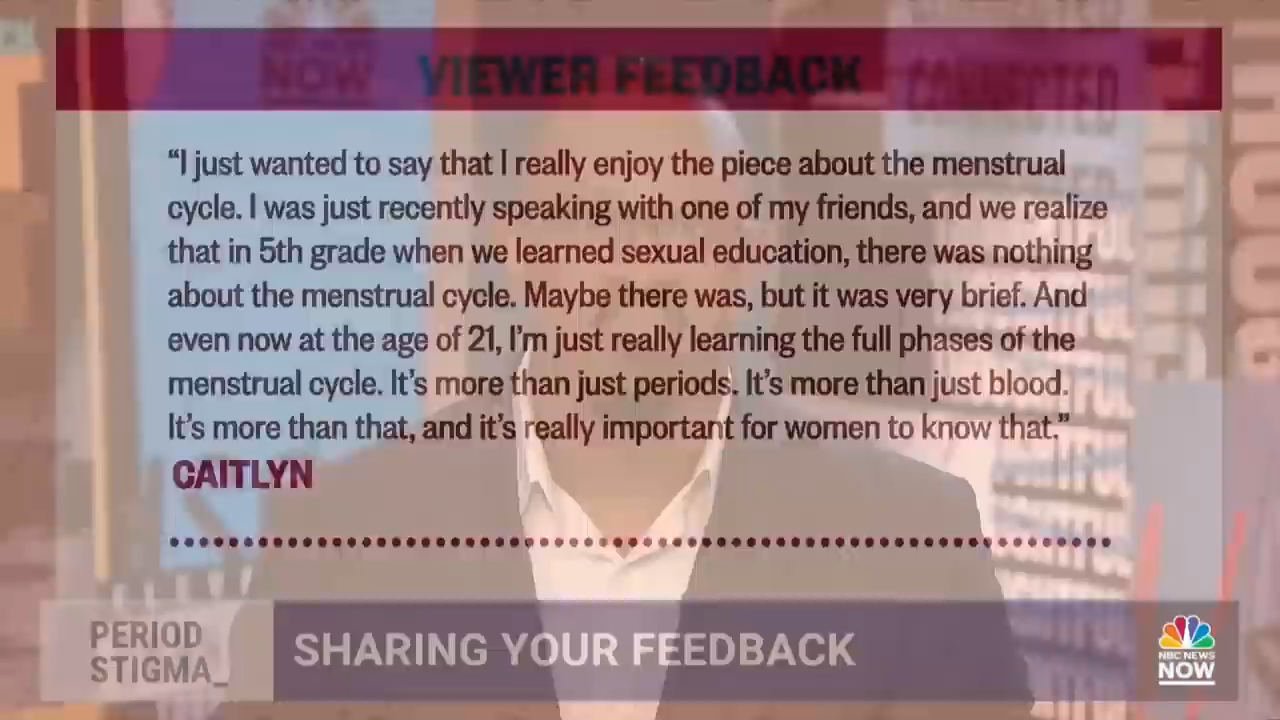 NOW
VIEWER FEEDBACK
CONNECTED
“I just wanted to say that I really enjoy the piece about the menstrual
cycle. I was just recently speaking with one of my friends, and we realize
that in 5th grade when we learned sexual education, there was nothing
about the menstrual cycle. Maybe there was, but it was very brief. And
even now at the age of 21, I’m just really learning the full phases of the
menstrual cycle. It’s more than just periods. It’s more than just blood.
It’s more than that, and it’s really important for women to know that.”
CAITLYN
PERIOD
STIGMA_
SHARING YOUR FEEDBACK
NBC NEWS
NOW